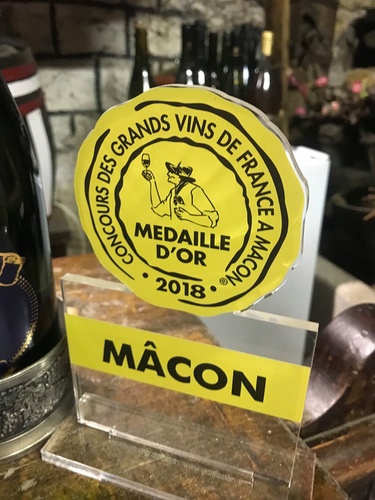 CONCOURS DES GRANDS VINS DE FRANCE A MACON®
MEDAILLE
D'OR
• 2018 •
MÂCON